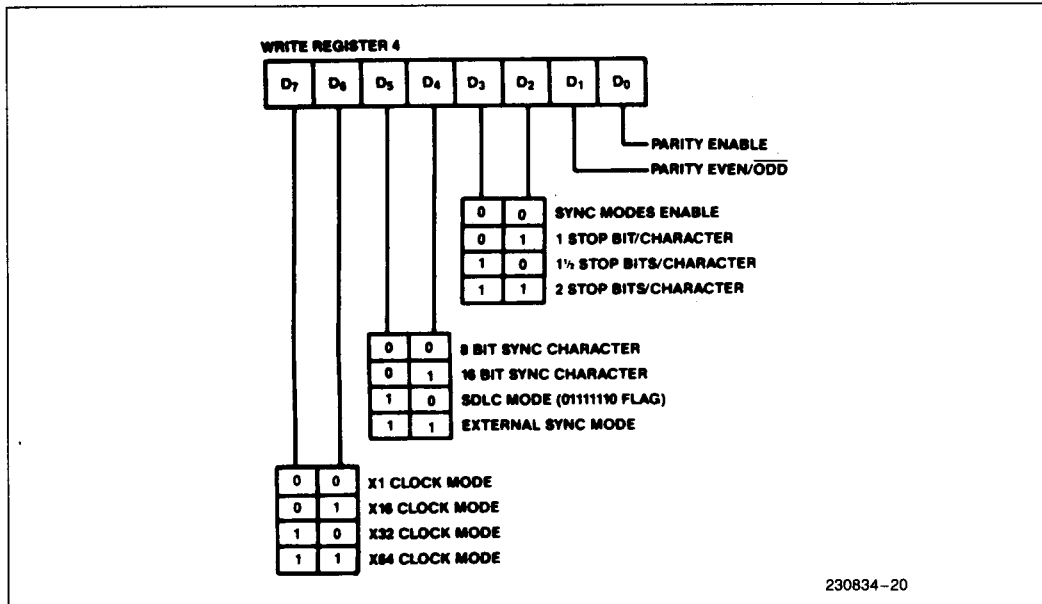 WRITE REGISTER 4
D7 D6 D5 D4 D3 D2 D1 D0
PARITY ENABLE
PARITY EVEN/O̅D̅D̅
0 0 SYNC MODES ENABLE
0 1 1 STOP BIT/CHARACTER
1 0 1½ STOP BITS/CHARACTER
1 1 2 STOP BITS/CHARACTER
0 0 8 BIT SYNC CHARACTER
0 1 16 BIT SYNC CHARACTER
1 0 SDLC MODE (01111110 FLAG)
1 1 EXTERNAL SYNC MODE
0 0 X1 CLOCK MODE
0 1 X16 CLOCK MODE
1 0 X32 CLOCK MODE
1 1 X64 CLOCK MODE
230834-20